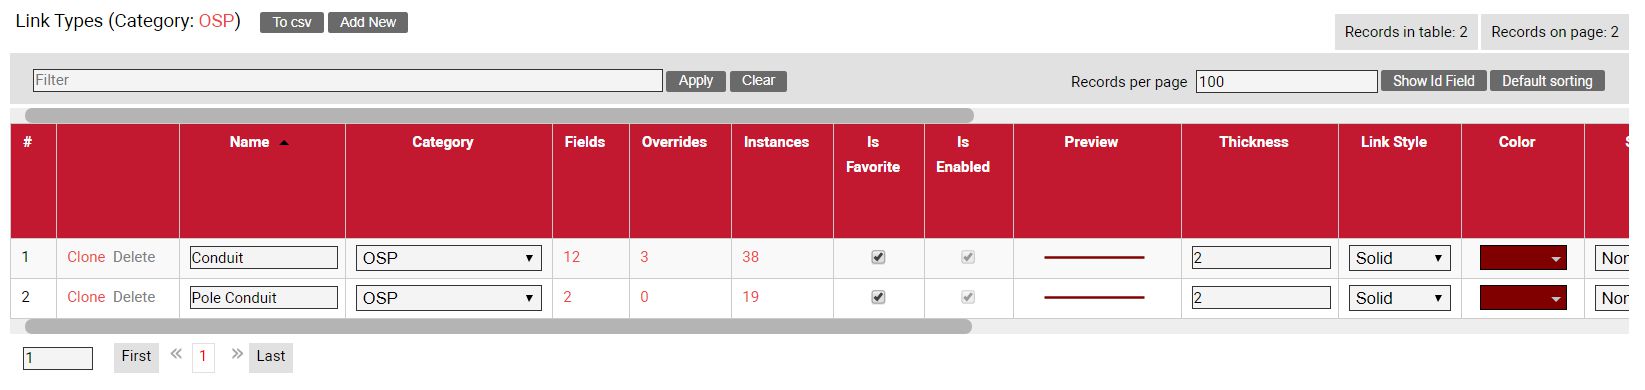 Link Types (Category: OSP) To csv Add New
Records in table: 2 Records on page: 2
Filter Apply Clear Records per page 100 Show Id Field Default sorting
# Name Category Fields Overrides Instances Is Favorite Is Enabled Preview Thickness Link Style Color S
1 Clone Delete Conduit OSP 12 3 38 2 Solid Non
2 Clone Delete Pole Conduit OSP 2 0 19 2 Solid Non
1 First « 1 » Last